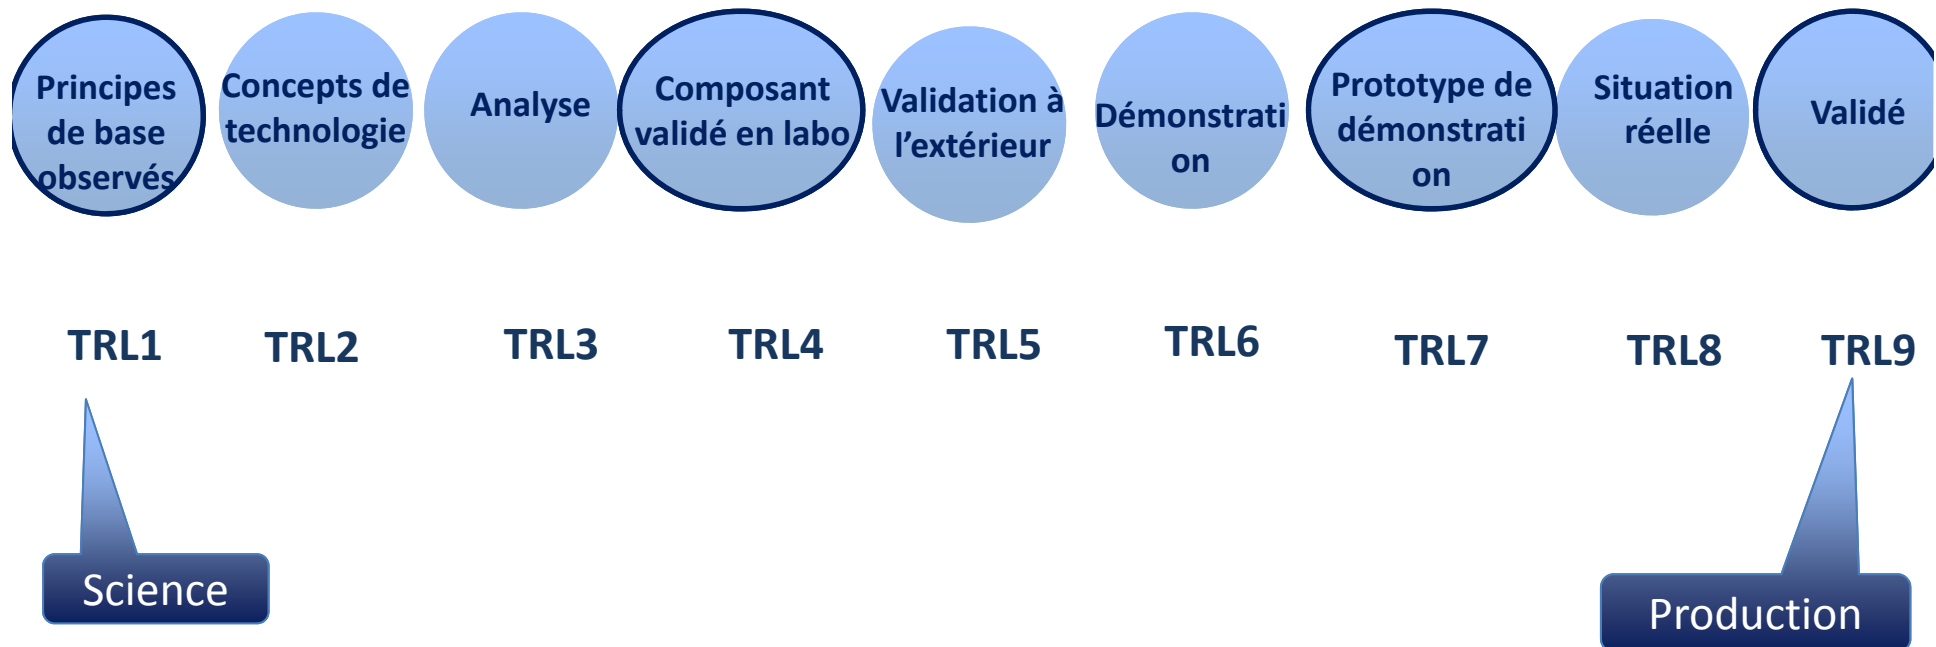 Principes
de base
observés
Concepts de
technologie
Analyse
Composant
validé en labo
Validation à
l’extérieur
Démonstrati
on
Prototype de
démonstrati
on
Situation
réelle
Validé
TRL1
TRL2
TRL3
TRL4
TRL5
TRL6
TRL7
TRL8
TRL9
Science
Production